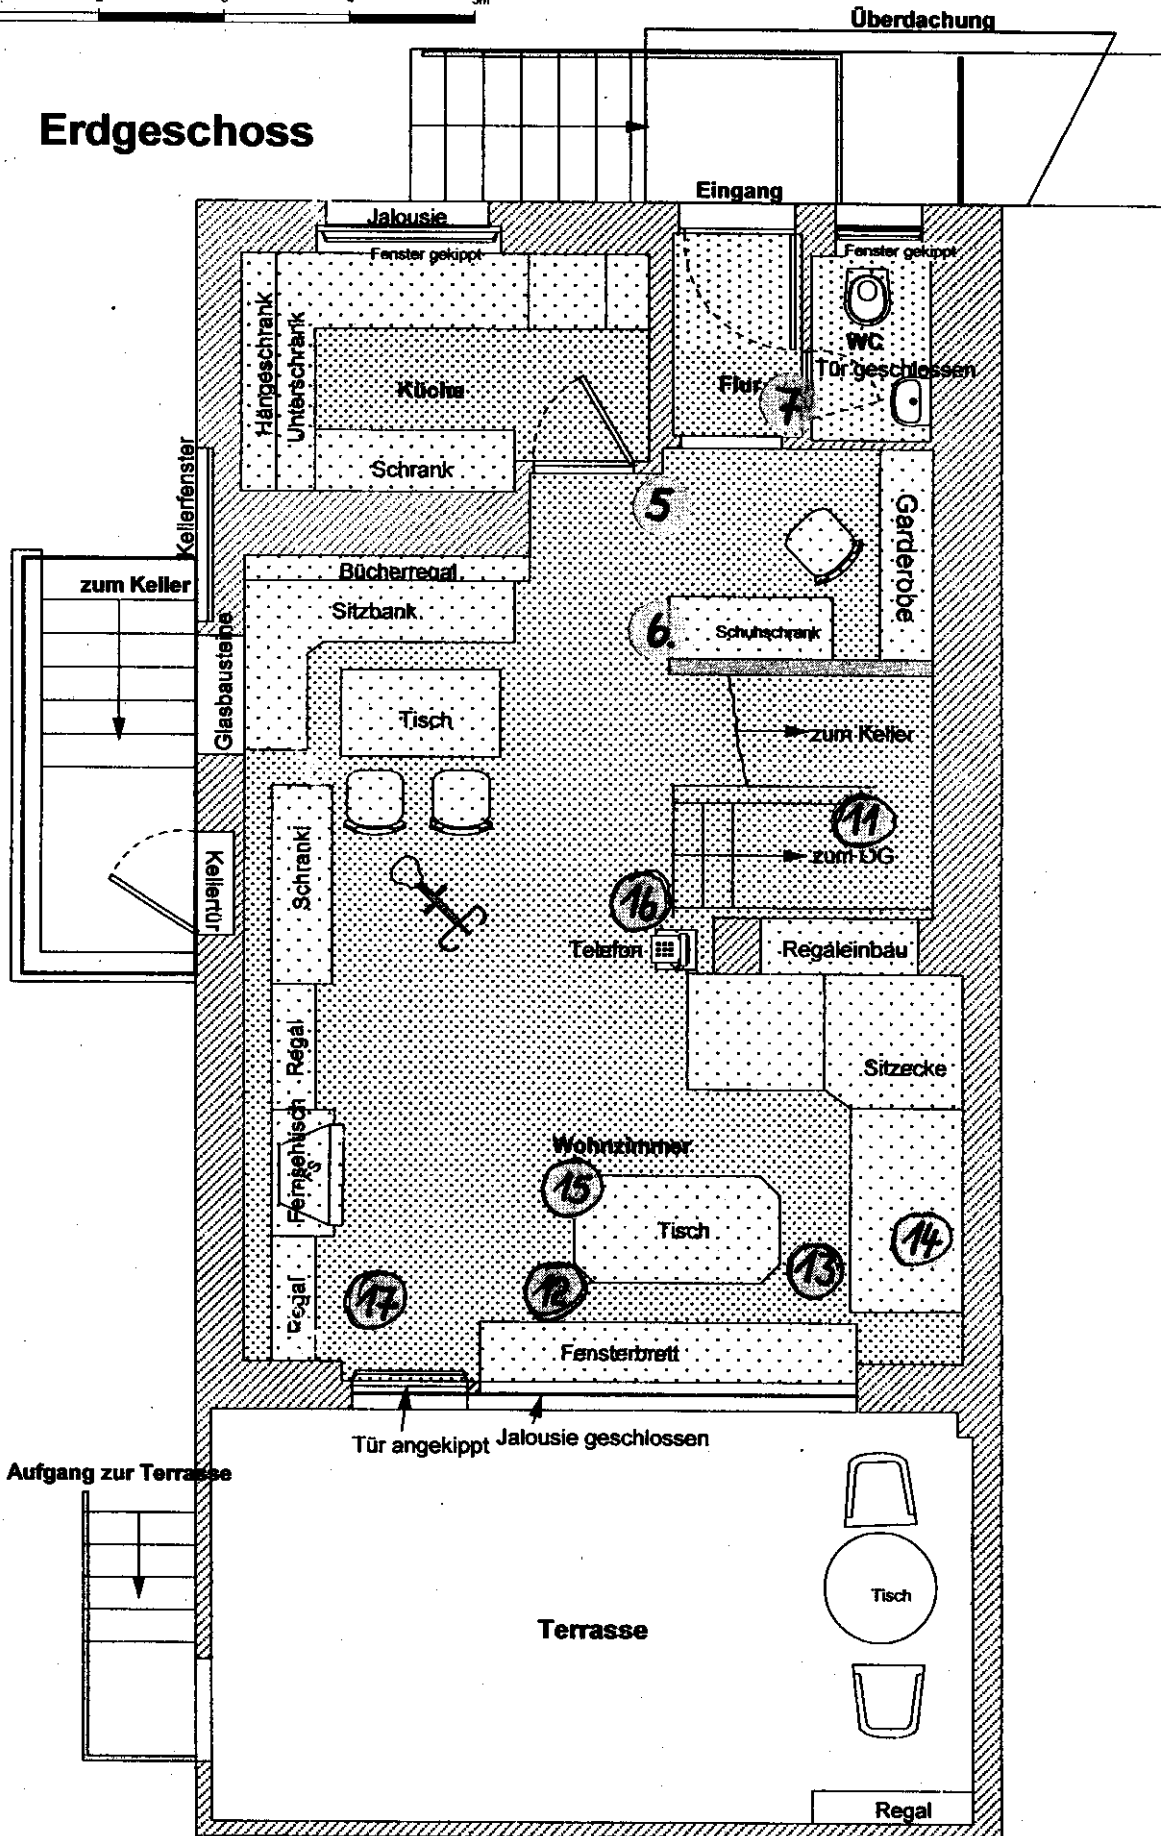 3m
Überdachung
Erdgeschoss
Eingang
Jalousie
Fenster gekippt
Fenster gekippt
Hängeschrank
Unterschrank
Küche
Flur
7
WC
Tür geschlossen
Schrank
Kellerfenster
5
Garderobe
zum Keller
Bücherregal
Sitzbank
6.
Schuhschrank
Glasbausteine
Tisch
zum Keller
11
zum OG
Schrank
Kellertür
16
Telefon
Regaleinbau
Regal
Sitzecke
Fernsehtisch
Wohnzimmer
15
Tisch
14
13
12
17
Regal
Fensterbrett
Tür angekippt
Jalousie geschlossen
Aufgang zur Terrasse
Tisch
Terrasse
Regal